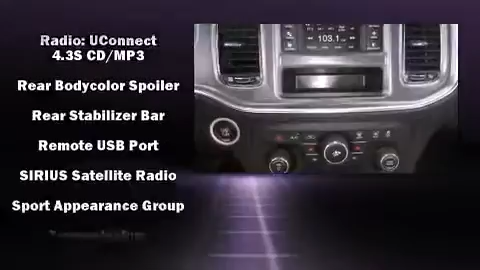 Radio: UConnect
4.3S CD/MP3
Rear Bodycolor Spoiler
Rear Stabilizer Bar
Remote USB Port
SIRIUS Satellite Radio
Sport Appearance Group
103.1